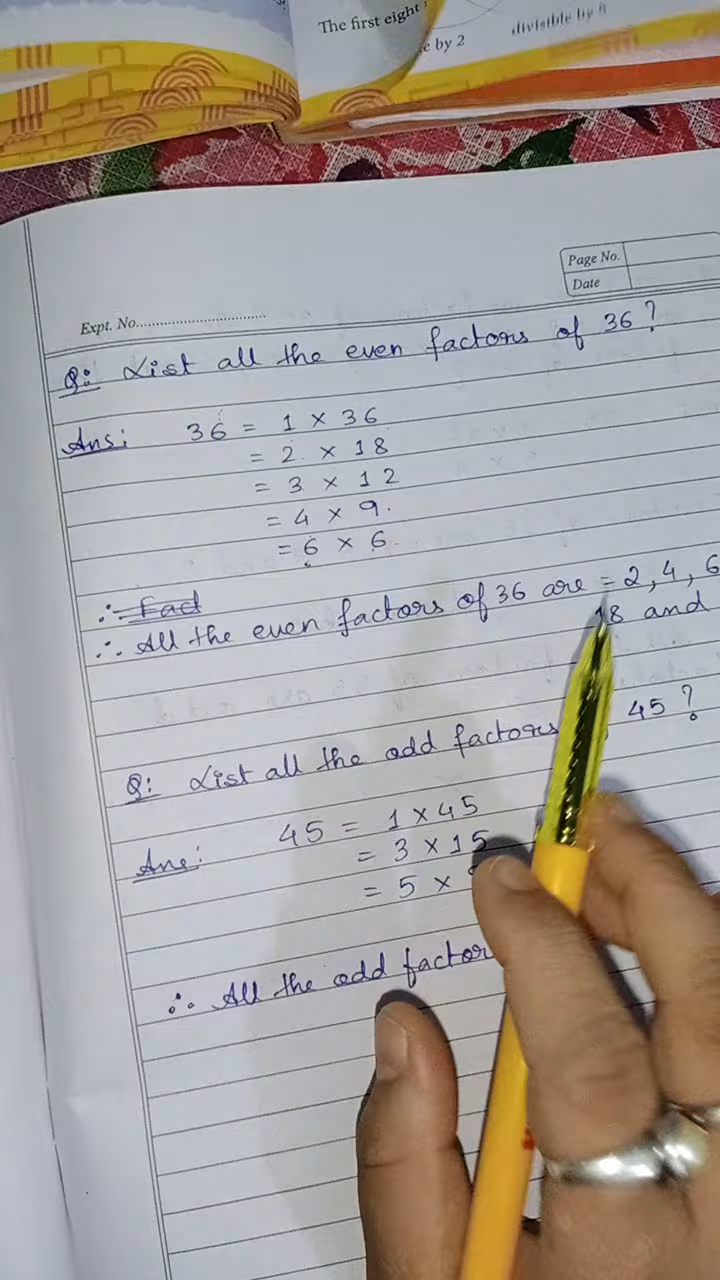 The first eight
e by 2
divisible by 6
Page No.
Date
Expt. No..............................
Q: List all the even factors of 36?
Ans: 36 = 1 × 36
= 2 × 18
= 3 × 12
= 4 × 9
= 6 × 6
∴ Fact
∴ All the even factors of 36 are = 2, 4, 6
18 and
Q: List all the odd factors 45?
Ans: 45 = 1 × 45
= 3 × 15
= 5 ×
∴ All the odd factor